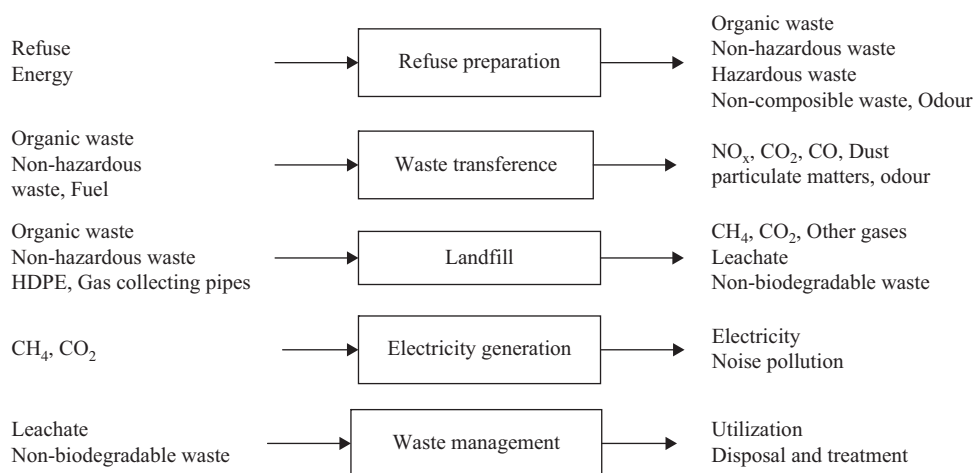 Refuse
Energy
Refuse preparation
Organic waste
Non-hazardous waste
Hazardous waste
Non-composible waste, Odour
Organic waste
Non-hazardous
waste, Fuel
Waste transference
NOₓ, CO₂, CO, Dust
particulate matters, odour
Organic waste
Non-hazardous waste
HDPE, Gas collecting pipes
Landfill
CH₄, CO₂, Other gases
Leachate
Non-biodegradable waste
CH₄, CO₂
Electricity generation
Electricity
Noise pollution
Leachate
Non-biodegradable waste
Waste management
Utilization
Disposal and treatment